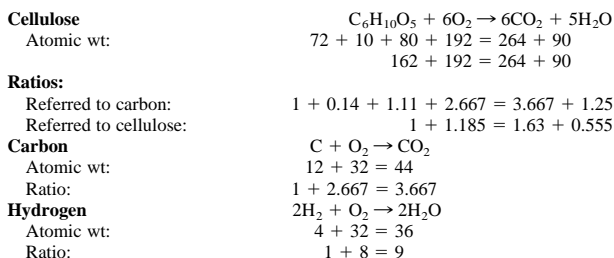 Cellulose C₆H₁₀O₅ + 6O₂ → 6CO₂ + 5H₂O
Atomic wt: 72 + 10 + 80 + 192 = 264 + 90
162 + 192 = 264 + 90
Ratios:
Referred to carbon: 1 + 0.14 + 1.11 + 2.667 = 3.667 + 1.25
Referred to cellulose: 1 + 1.185 = 1.63 + 0.555
Carbon C + O₂ → CO₂
Atomic wt: 12 + 32 = 44
Ratio: 1 + 2.667 = 3.667
Hydrogen 2H₂ + O₂ → 2H₂O
Atomic wt: 4 + 32 = 36
Ratio: 1 + 8 = 9